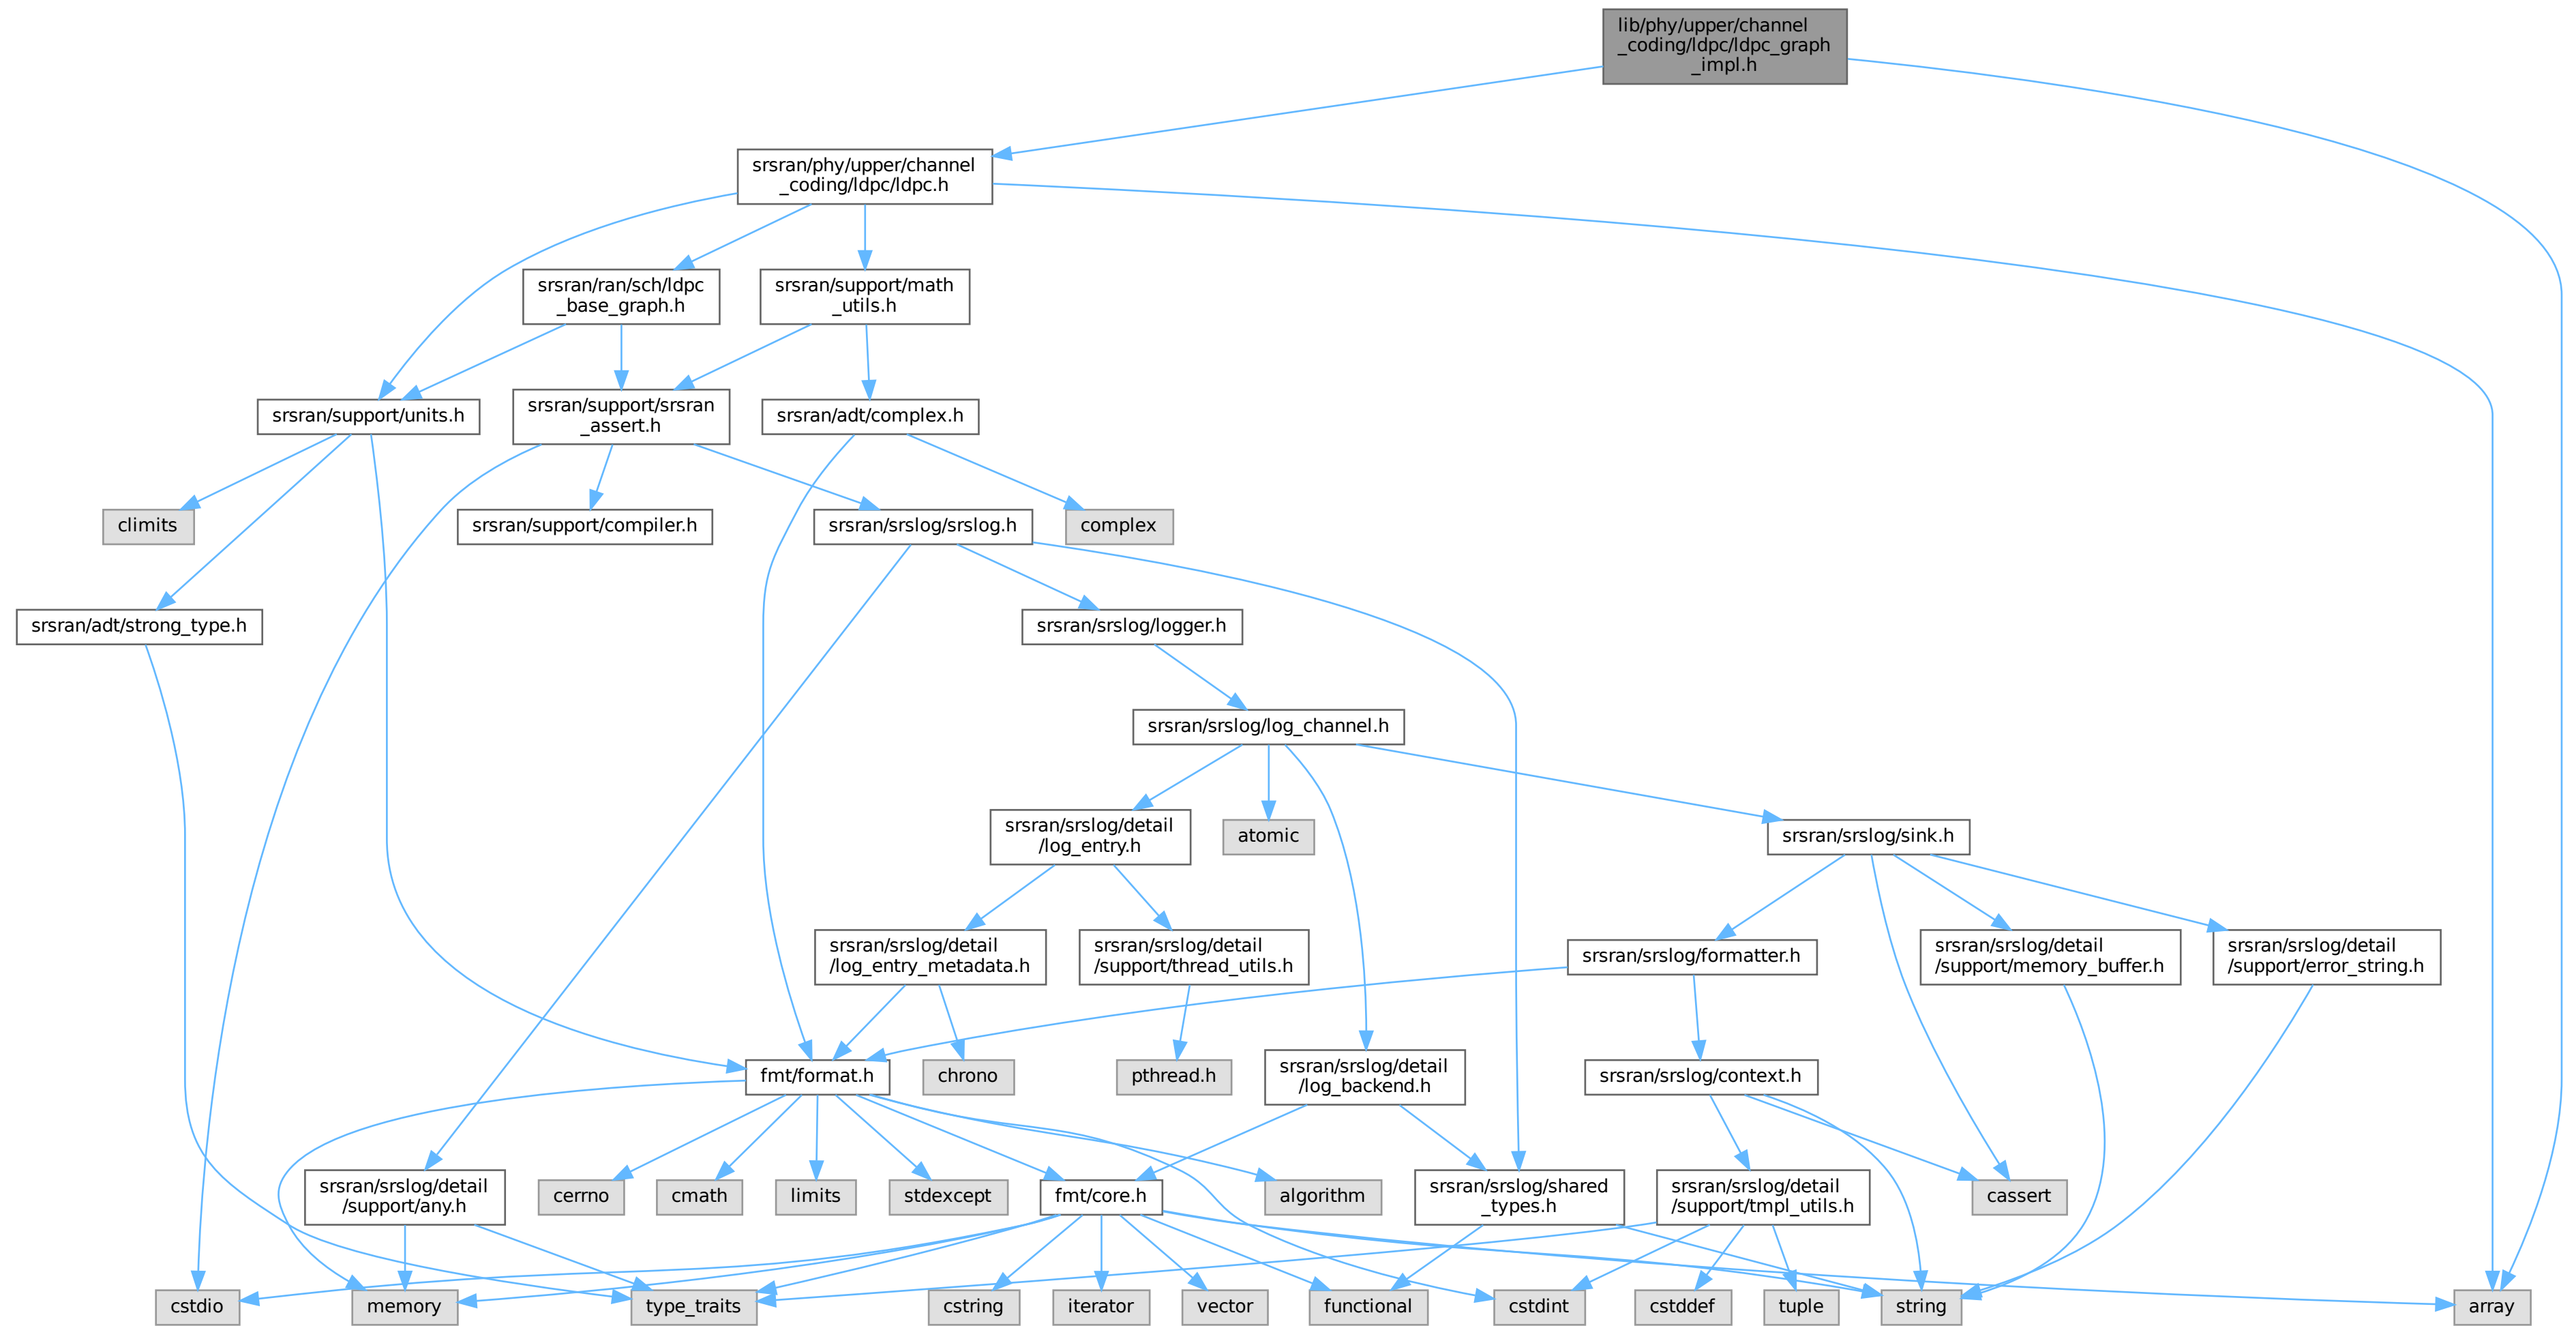 lib/phy/upper/channel
_coding/ldpc/ldpc_graph
_impl.h
srsran/phy/upper/channel
_coding/ldpc/ldpc.h
srsran/ran/sch/ldpc
_base_graph.h
srsran/support/math
_utils.h
srsran/support/units.h
srsran/support/srsran
_assert.h
srsran/adt/complex.h
climits
srsran/support/compiler.h
srsran/srslog/srslog.h
complex
srsran/adt/strong_type.h
srsran/srslog/logger.h
srsran/srslog/log_channel.h
srsran/srslog/detail
/log_entry.h
atomic
srsran/srslog/sink.h
srsran/srslog/detail
/log_entry_metadata.h
srsran/srslog/detail
/support/thread_utils.h
srsran/srslog/formatter.h
srsran/srslog/detail
/support/memory_buffer.h
srsran/srslog/detail
/support/error_string.h
fmt/format.h
chrono
pthread.h
srsran/srslog/detail
/log_backend.h
srsran/srslog/context.h
srsran/srslog/detail
/support/any.h
cerrno
cmath
limits
stdexcept
fmt/core.h
algorithm
srsran/srslog/shared
_types.h
srsran/srslog/detail
/support/tmpl_utils.h
cassert
cstdio
memory
type_traits
cstring
iterator
vector
functional
cstdint
cstddef
tuple
string
array